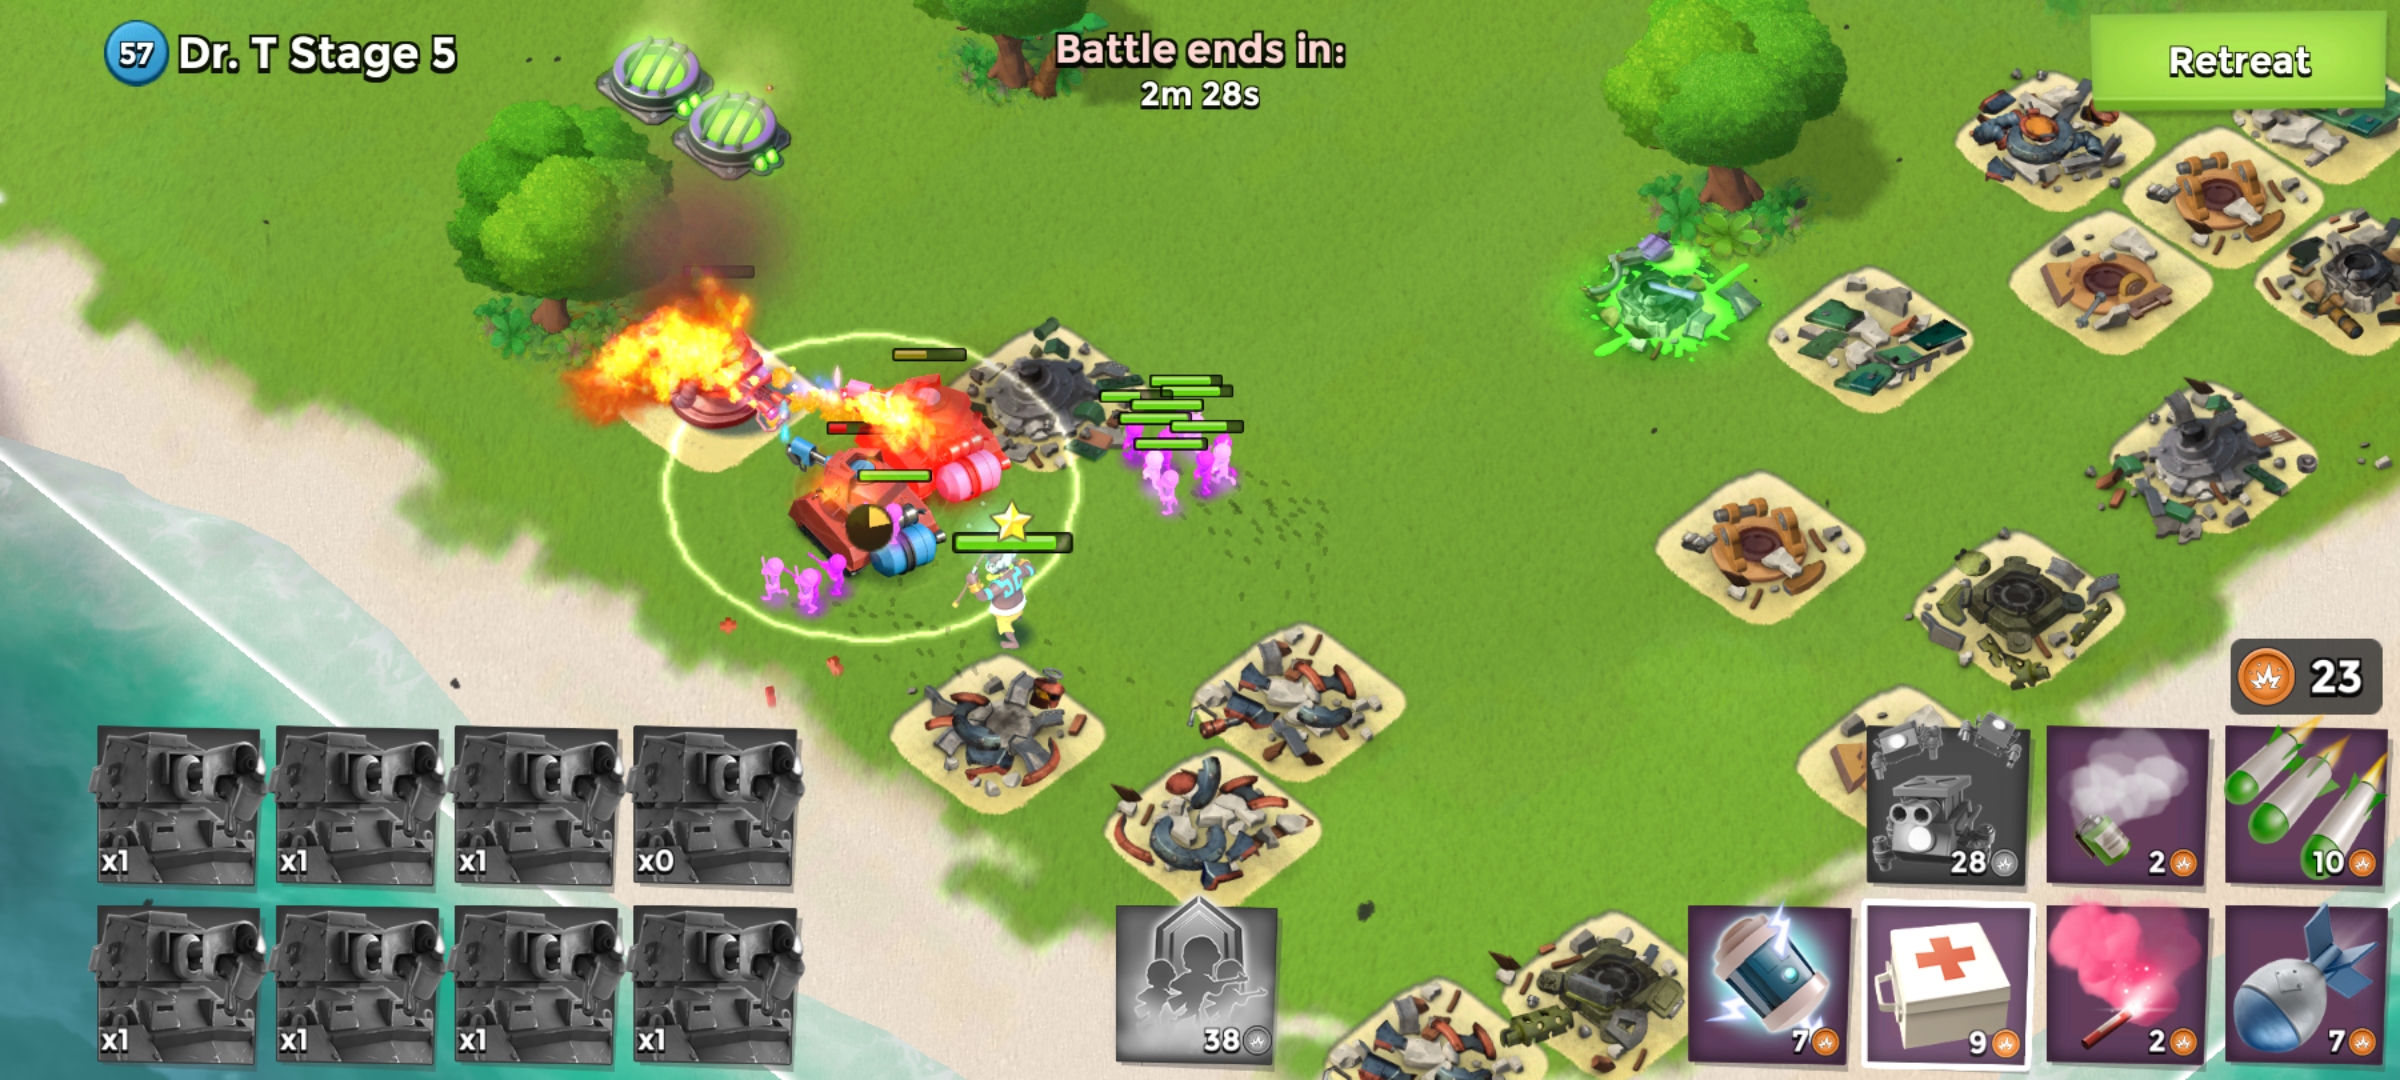 57 Dr. T Stage 5
Battle ends in:
2m 28s
Retreat
23
x1 x1 x1 x0
28 2 10
x1 x1 x1 x1
38 7 9 2 7